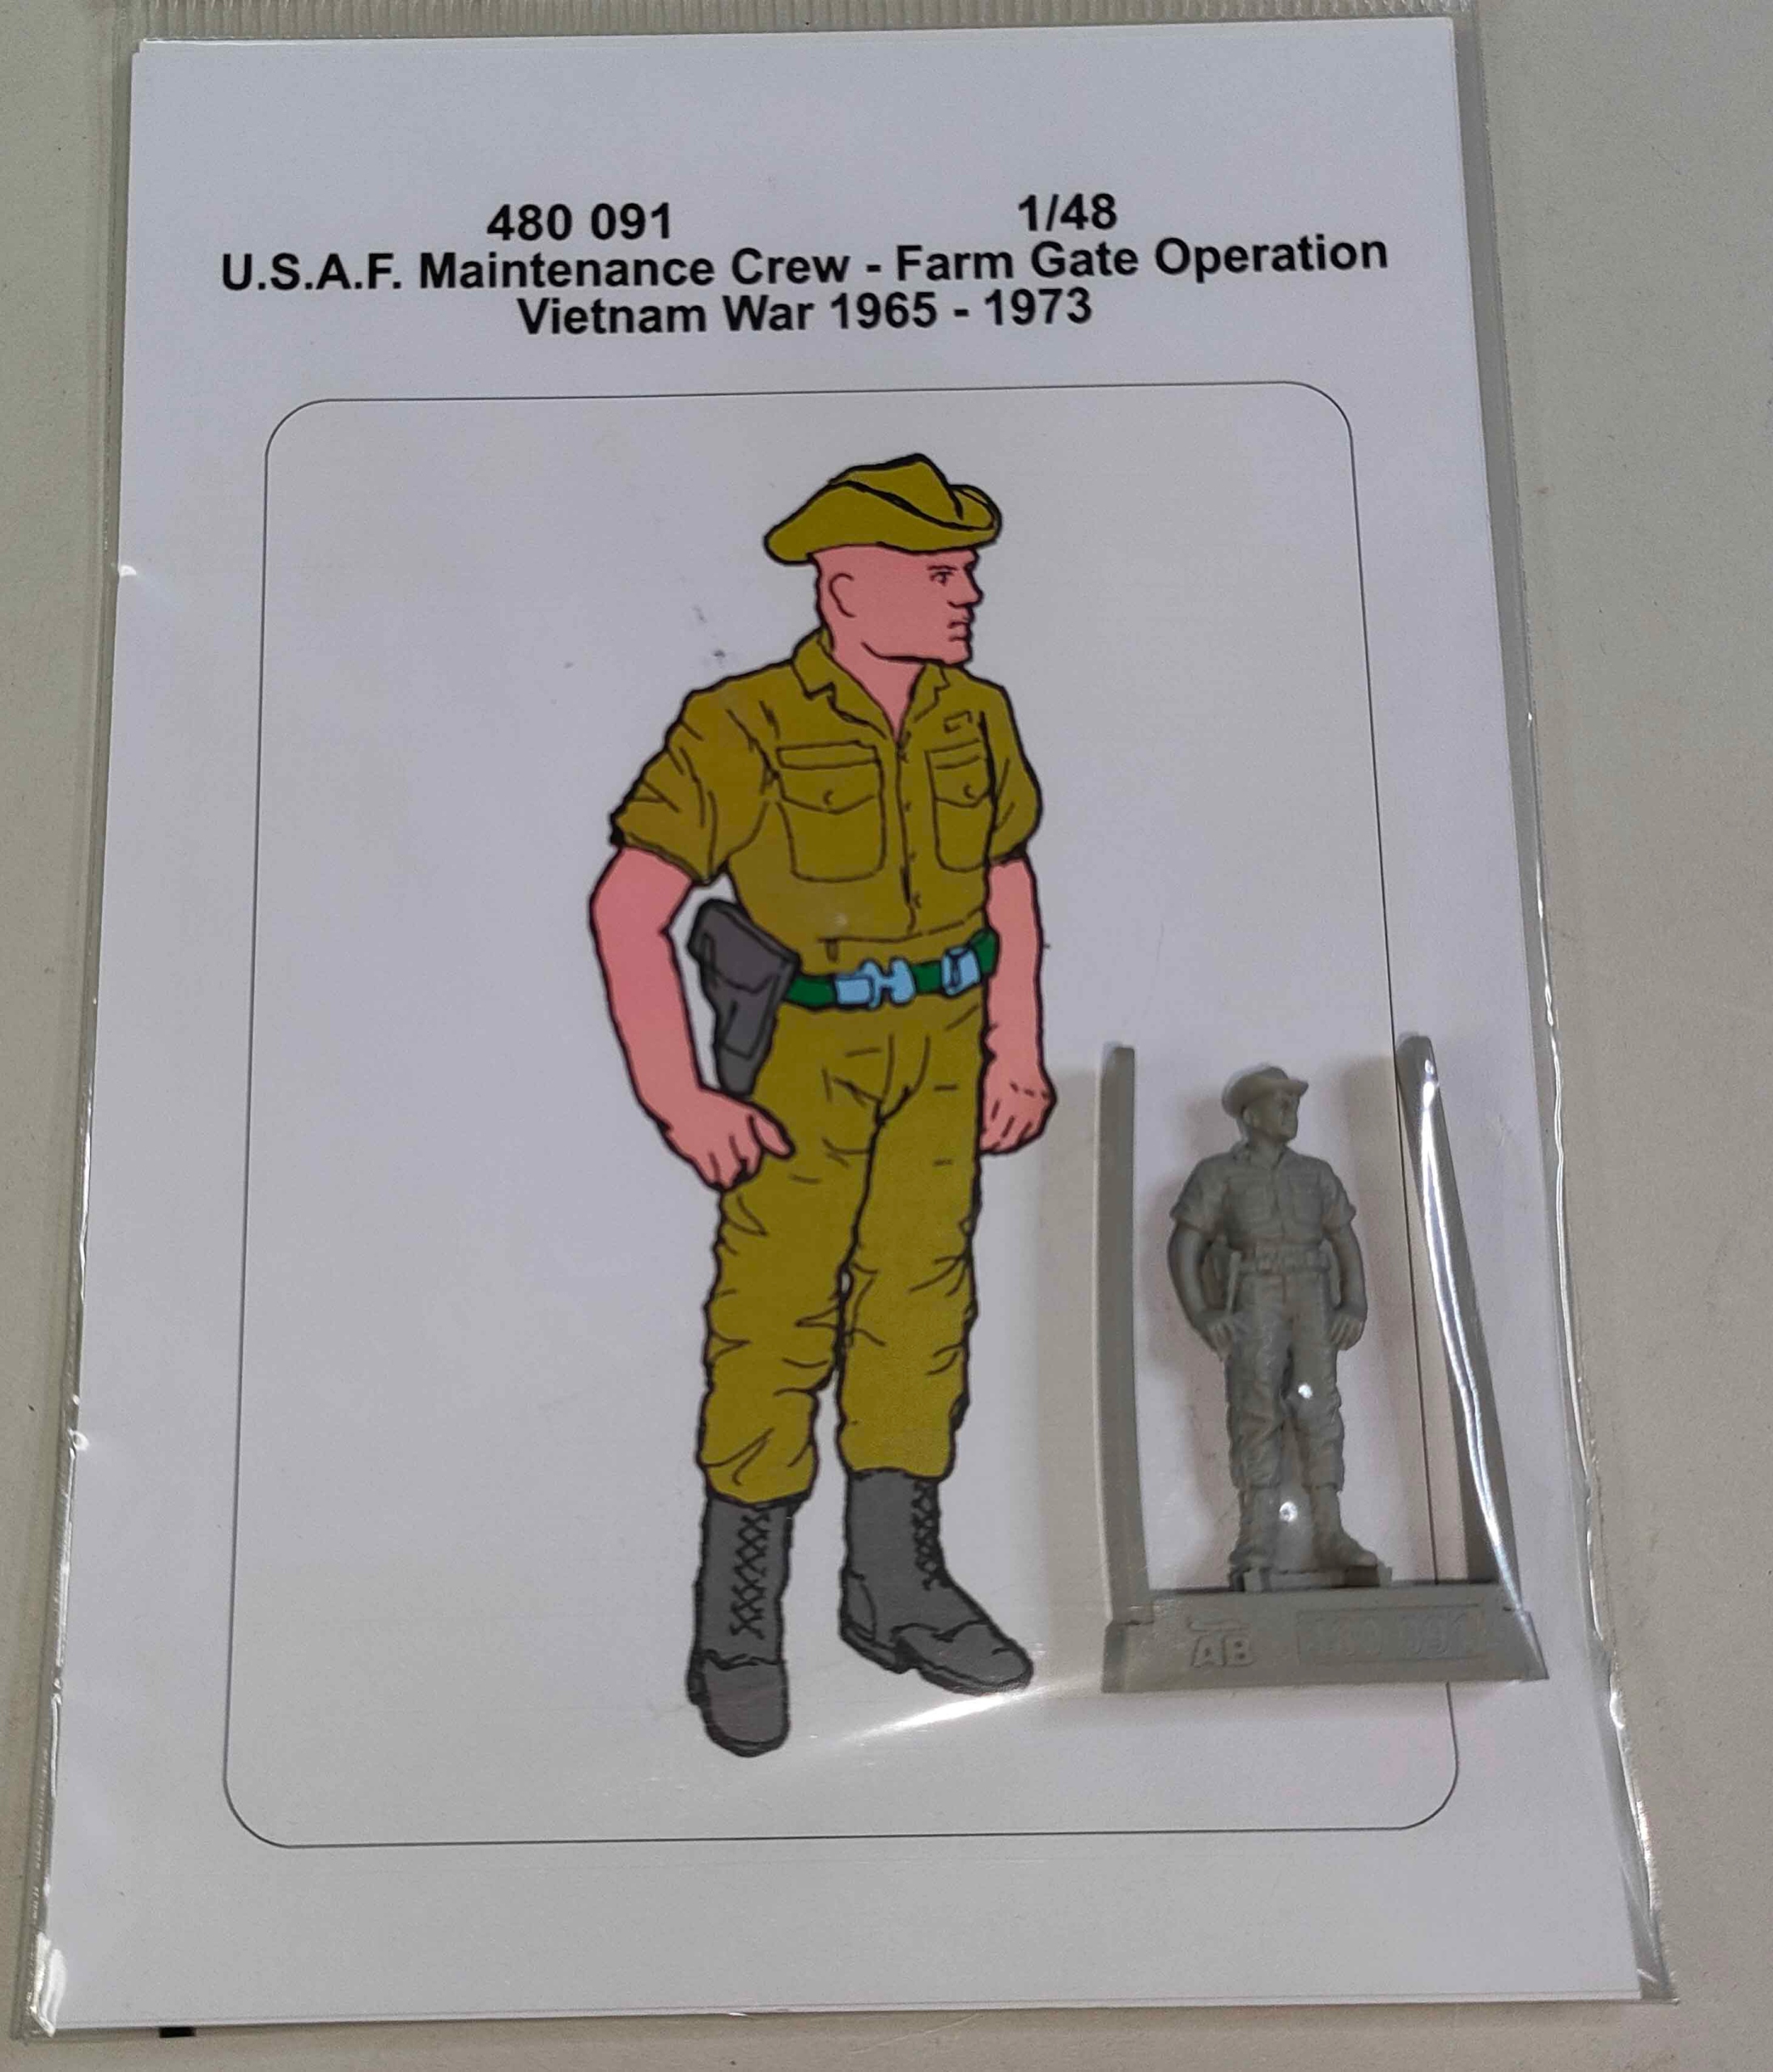 480 091 1/48
U.S.A.F. Maintenance Crew - Farm Gate Operation
Vietnam War 1965 - 1973
AB